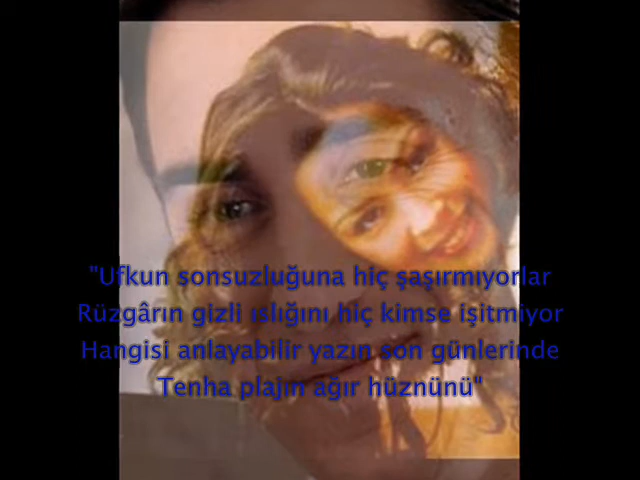 "Ufkun sonsuzluğuna hiç şaşırmıyorlar
Rüzgârın gizli ıslığını hiç kimse işitmiyor
Hangisi anlayabilir yazın son günlerinde
Tenha plajın ağır hüznünü"